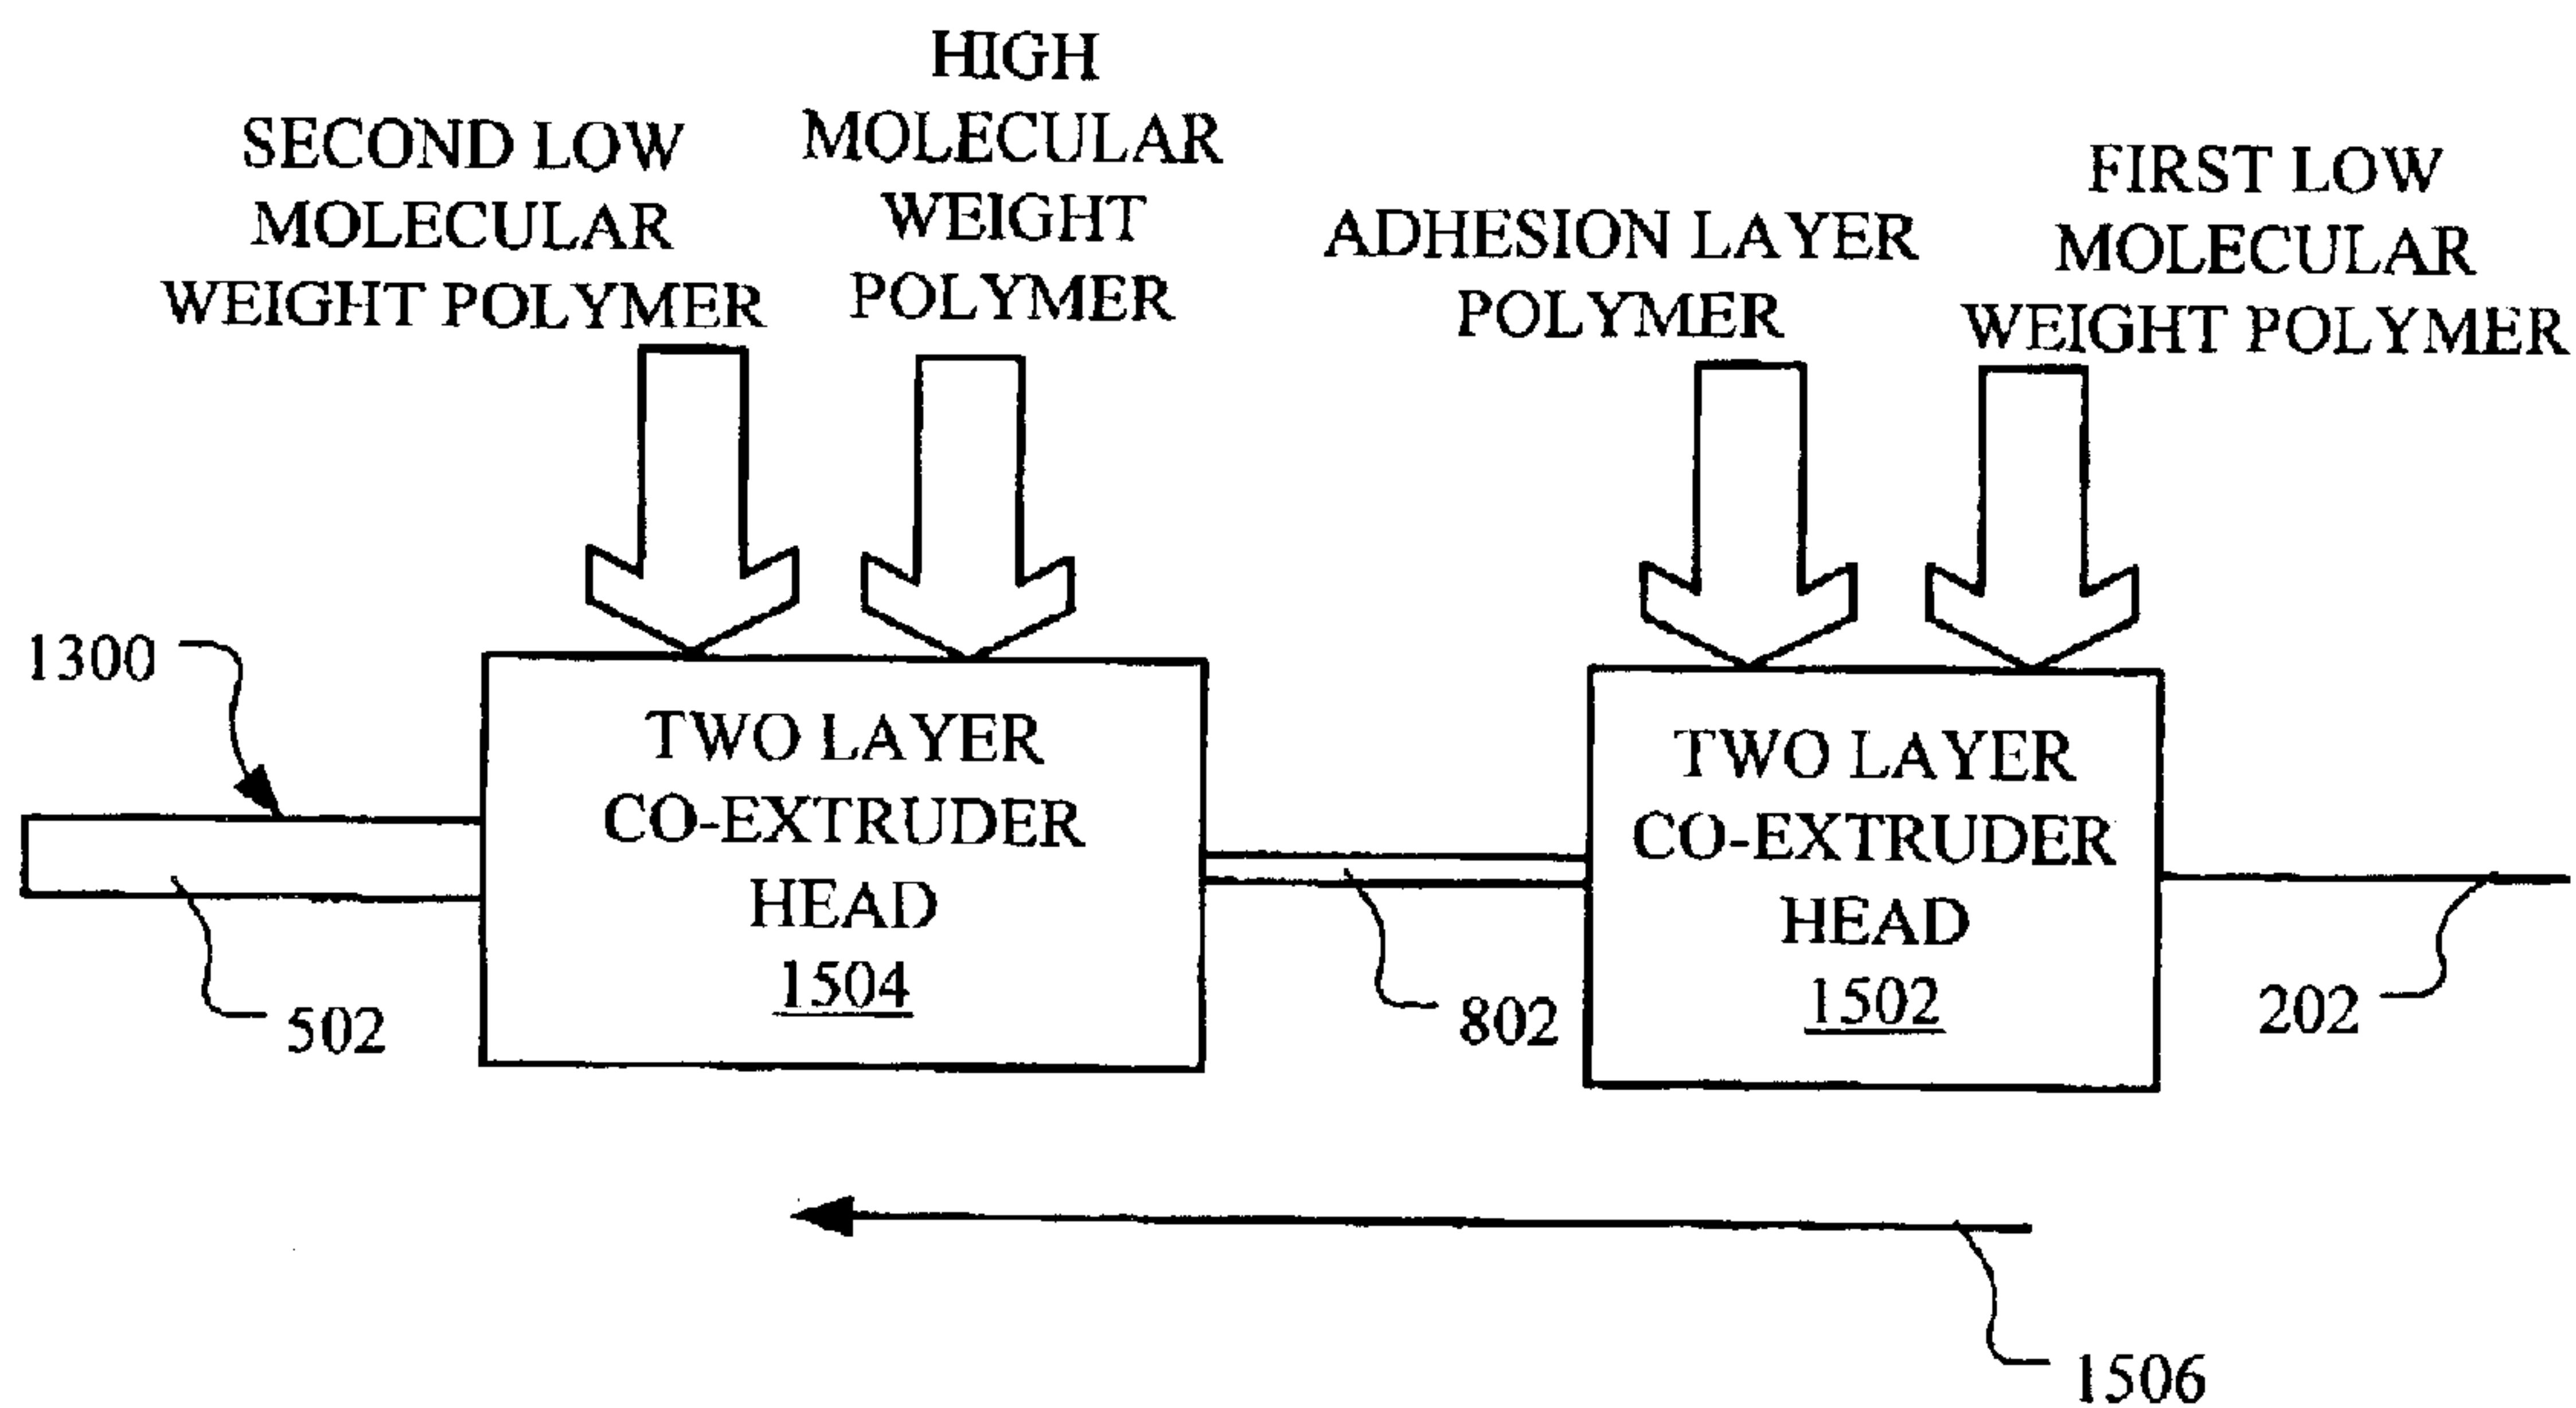 SECOND LOW
MOLECULAR
WEIGHT POLYMER
HIGH
MOLECULAR
WEIGHT
POLYMER
ADHESION LAYER
POLYMER
FIRST LOW
MOLECULAR
WEIGHT POLYMER
1300
TWO LAYER
CO-EXTRUDER
HEAD
1504
TWO LAYER
CO-EXTRUDER
HEAD
1502
502
802
202
1506